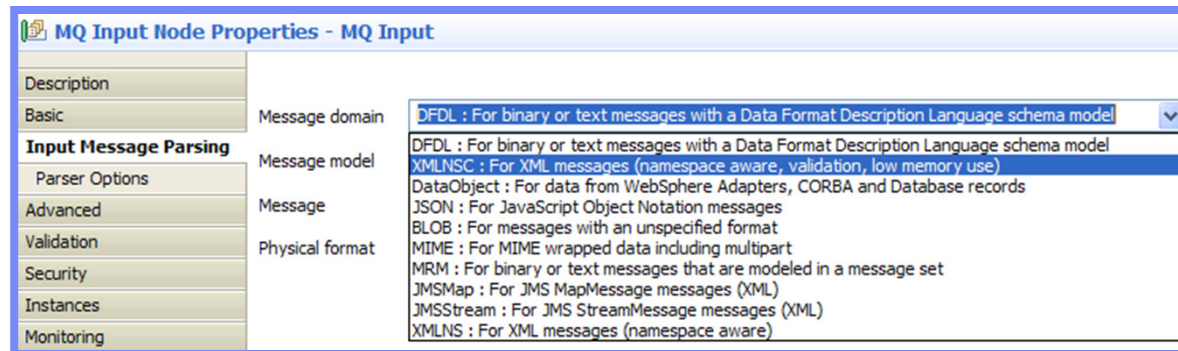 MQ Input Node Properties - MQ Input
Description
Basic
Input Message Parsing
Parser Options
Advanced
Validation
Security
Instances
Monitoring
Message domain
DFDL : For binary or text messages with a Data Format Description Language schema model
Message model
Message
Physical format
DFDL : For binary or text messages with a Data Format Description Language schema model
XMLNSC : For XML messages (namespace aware, validation, low memory use)
DataObject : For data from WebSphere Adapters, CORBA and Database records
JSON : For JavaScript Object Notation messages
BLOB : For messages with an unspecified format
MIME : For MIME wrapped data including multipart
MRM : For binary or text messages that are modeled in a message set
JMSMap : For JMS MapMessage messages (XML)
JMSStream : For JMS StreamMessage messages (XML)
XMLNS : For XML messages (namespace aware)